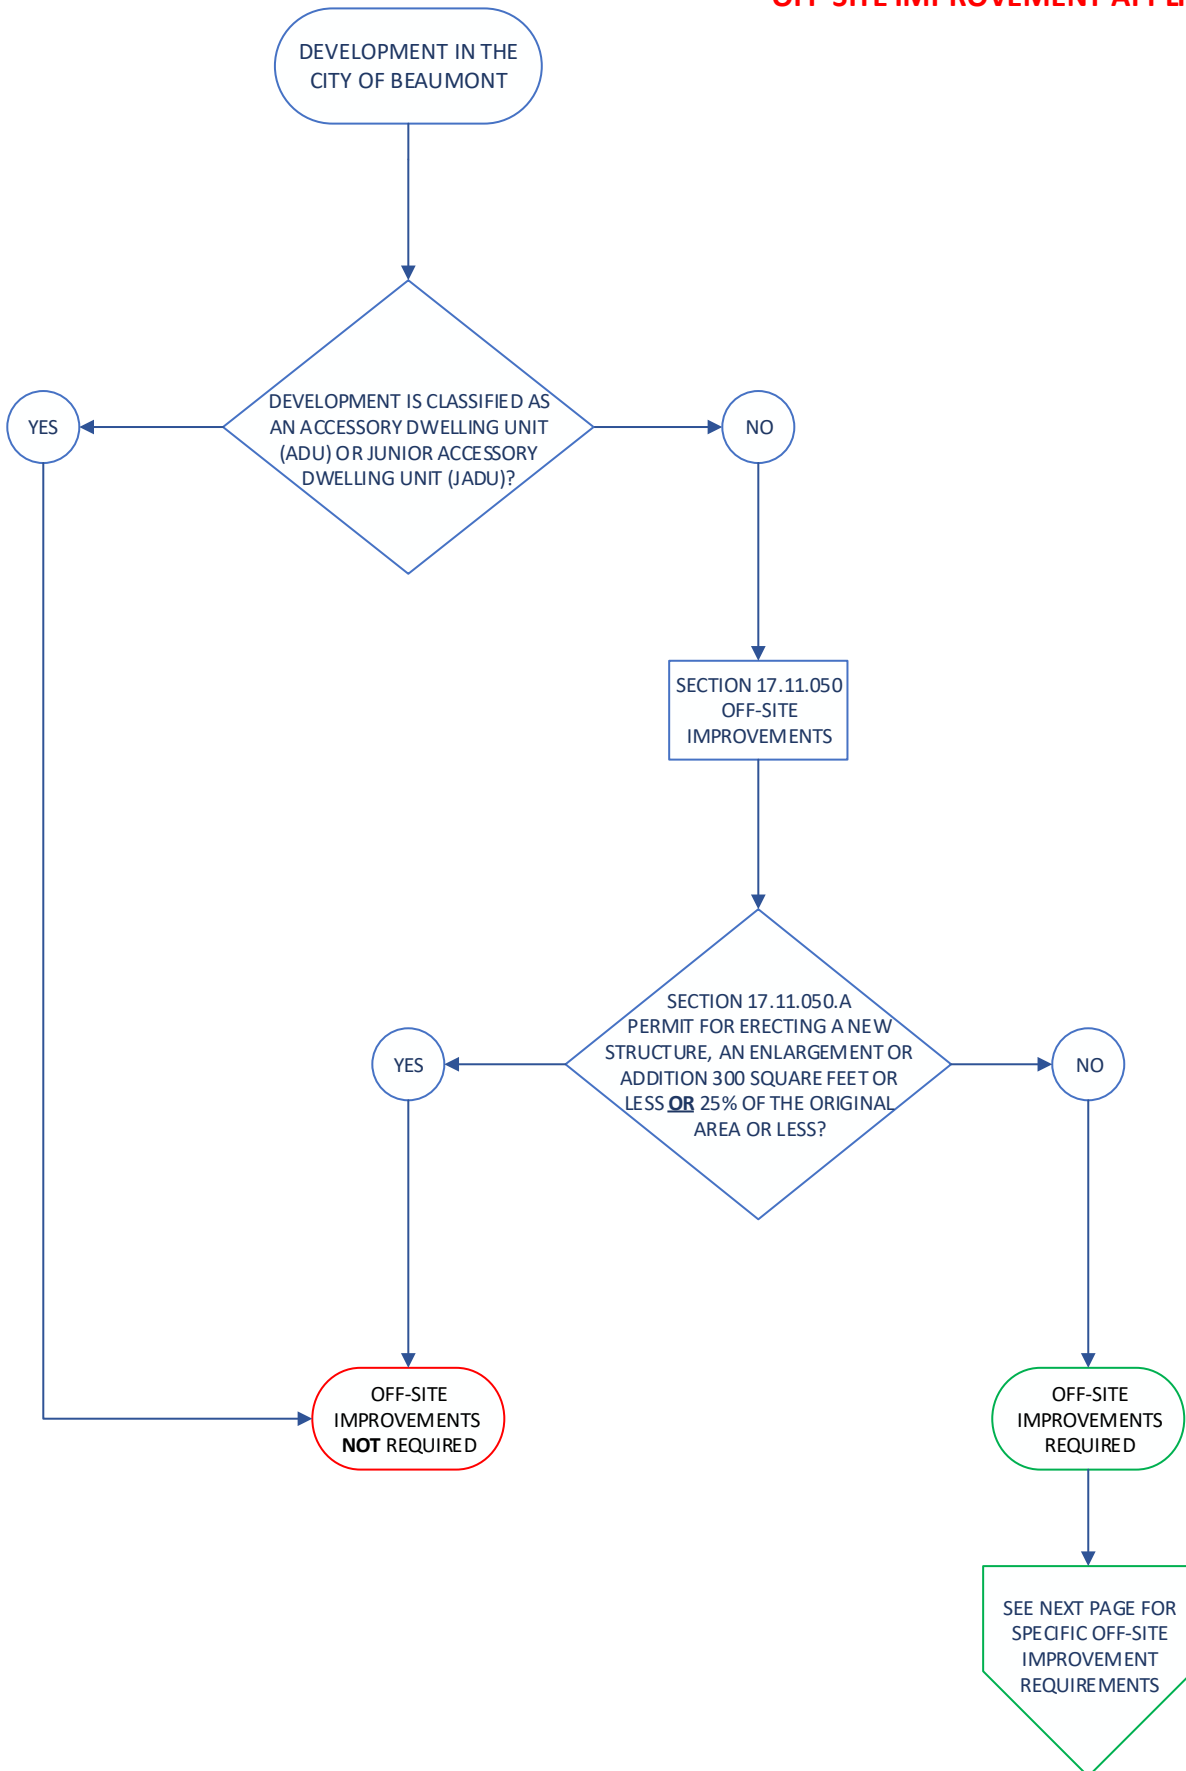 OFF-SITE IMPROVEMENT
DEVELOPMENT IN THE
CITY OF BEAUMONT
DEVELOPMENT IS CLASSIFIED AS
AN ACCESSORY DWELLING UNIT
(ADU) OR JUNIOR ACCESSORY
DWELLING UNIT (JADU)?
YES
NO
SECTION 17.11.050
OFF-SITE
IMPROVEMENTS
SECTION 17.11.050.A
PERMIT FOR ERECTING A NEW
STRUCTURE, AN ENLARGEMENT OR
ADDITION 300 SQUARE FEET OR
LESS OR 25% OF THE ORIGINAL
AREA OR LESS?
YES
NO
OFF-SITE
IMPROVEMENTS
NOT REQUIRED
OFF-SITE
IMPROVEMENTS
REQUIRED
SEE NEXT PAGE FOR
SPECIFIC OFF-SITE
IMPROVEMENT
REQUIREMENTS